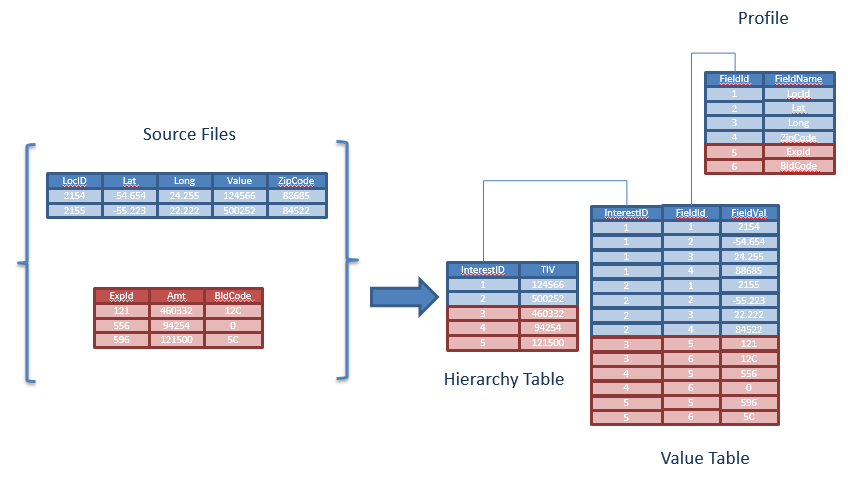 Profile
FieldId FieldName
1 LocId
2 Lat
3 Long
4 ZipCode
5 ExpId
6 BldCode
Source Files
LocID Lat Long Value ZipCode
2154 -54.654 24.255 124566 88685
2155 -55.223 22.222 500252 84522
ExpId Amt BldCode
121 460332 12C
556 94254 0
596 121500 5C
InterestID TIV
1 124566
2 500252
3 460332
4 94254
5 121500
Hierarchy Table
InterestID FieldId FieldVal
1 1 2154
1 2 -54.654
1 3 24.255
1 4 88685
2 1 2155
2 2 -55.223
2 3 22.222
2 4 84522
3 5 121
3 6 12C
4 5 556
4 6 0
5 5 596
5 6 5C
Value Table